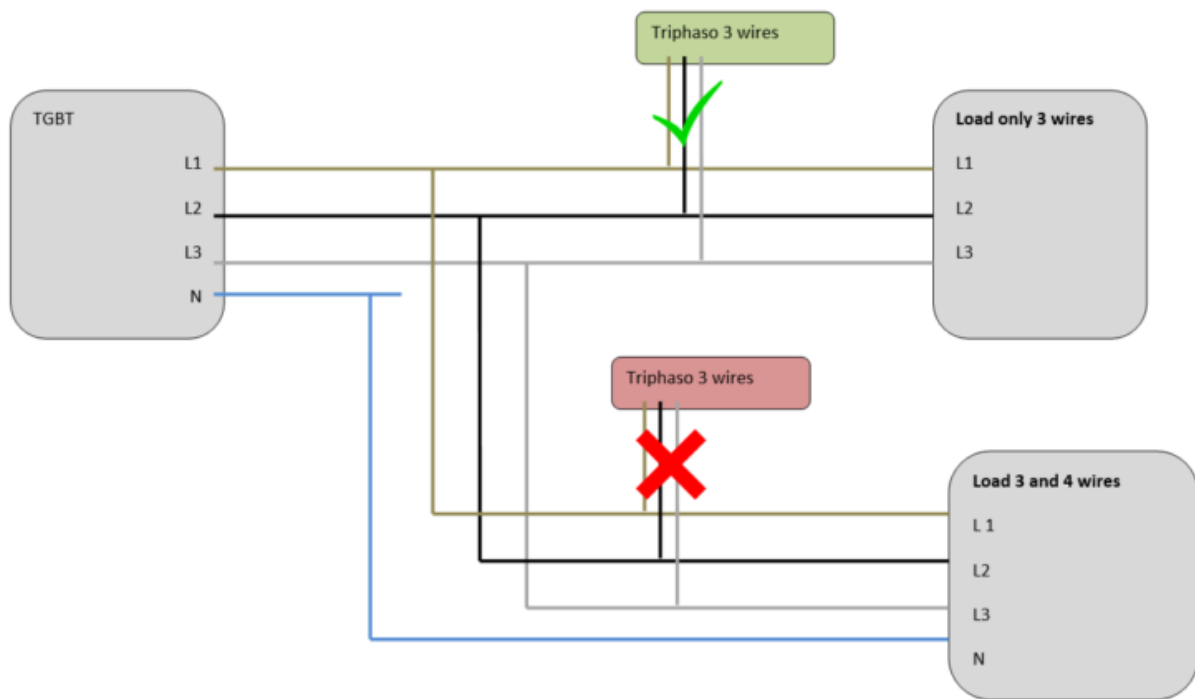 Triphaso 3 wires
TGBT
L1
L2
L3
N
Load only 3 wires
L1
L2
L3
Triphaso 3 wires
Load 3 and 4 wires
L 1
L2
L3
N